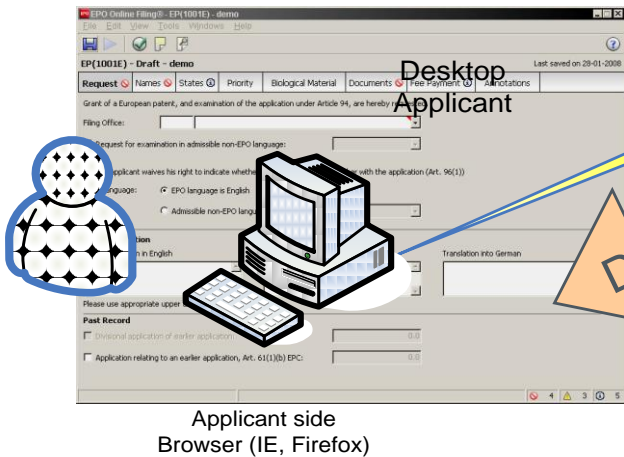 EPO Online Filing® - EP(1001E) - demo
File Edit View Tools Windows Help
EP(1001E) - Draft - demo
Last saved on 28-01-2008
Request Names States Priority Biological Material Documents Fee Payment Annotations
Desktop
Applicant
Grant of a European patent, and examination of the application under Article 94, are hereby requested
Filing Office:
Request for examination in admissible non-EPO language:
applicant waives his right to indicate whether with the application (Art. 96(1))
language: EPO language is English
Admissible non-EPO
in English
Translation into German
Please use appropriate upper
Past Record
Divisional application of earlier application: 0.0
Application relating to an earlier application, Art. 61(1)(b) EPC: 0.0
4 3 5
D
Applicant side
Browser (IE, Firefox)